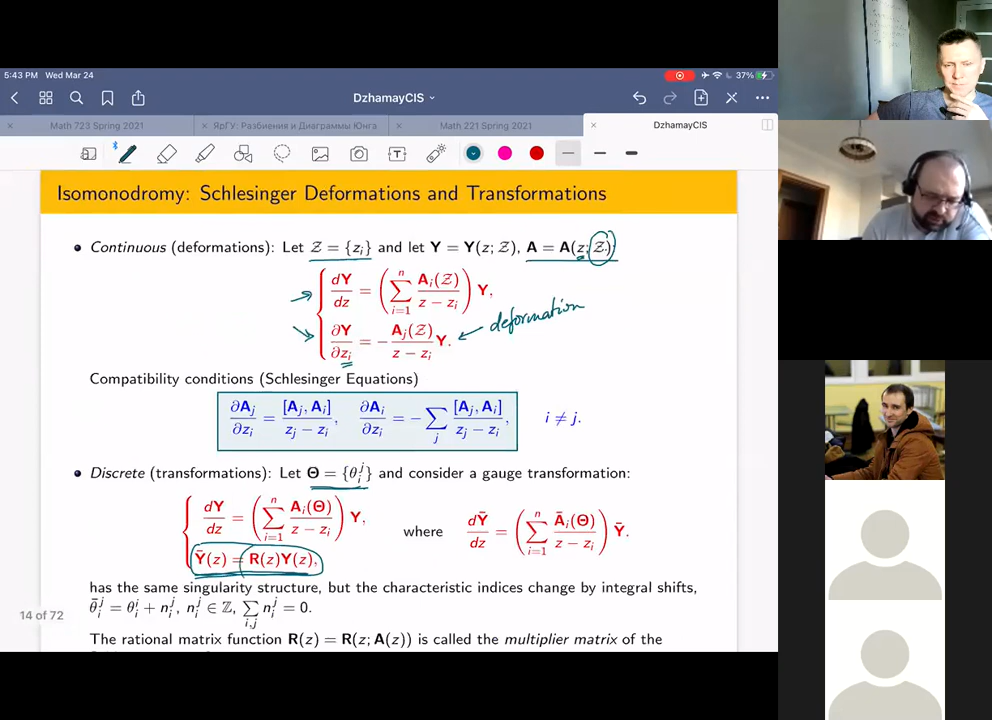 5:43 PM Wed Mar 24
37%
DzhamayCIS
Math 723 Spring 2021
ЯрГУ: Разбиения и Диаграммы Юнга
Math 221 Spring 2021
DzhamayCIS
Isomonodromy: Schlesinger Deformations and Transformations
Continuous (deformations): Let 𝒵 = {z_i} and let Y = Y(z; 𝒵), A = A(z; 𝒵):
dY/dz = (∑_{i=1}^{n} A_i(𝒵)/(z − z_i)) Y,
∂Y/∂z_i = − A_j(𝒵)/(z − z_i) Y.
deformation
Compatibility conditions (Schlesinger Equations)
∂A_j/∂z_i = [A_j, A_i]/(z_j − z_i), ∂A_i/∂z_i = − ∑_j [A_j, A_i]/(z_j − z_i), i ≠ j.
Discrete (transformations): Let Θ = {θ_i^j} and consider a gauge transformation:
dY/dz = (∑_{i=1}^{n} A_i(Θ)/(z − z_i)) Y, where dȲ/dz = (∑_{i=1}^{n} Ā_i(Θ)/(z − z_i)) Ȳ.
Ȳ(z) = R(z)Y(z),
has the same singularity structure, but the characteristic indices change by integral shifts,
θ̄_i^j = θ_i^j + n_i^j, n_i^j ∈ ℤ, ∑_{i,j} n_i^j = 0.
14 of 72
The rational matrix function R(z) = R(z; A(z)) is called the multiplier matrix of the